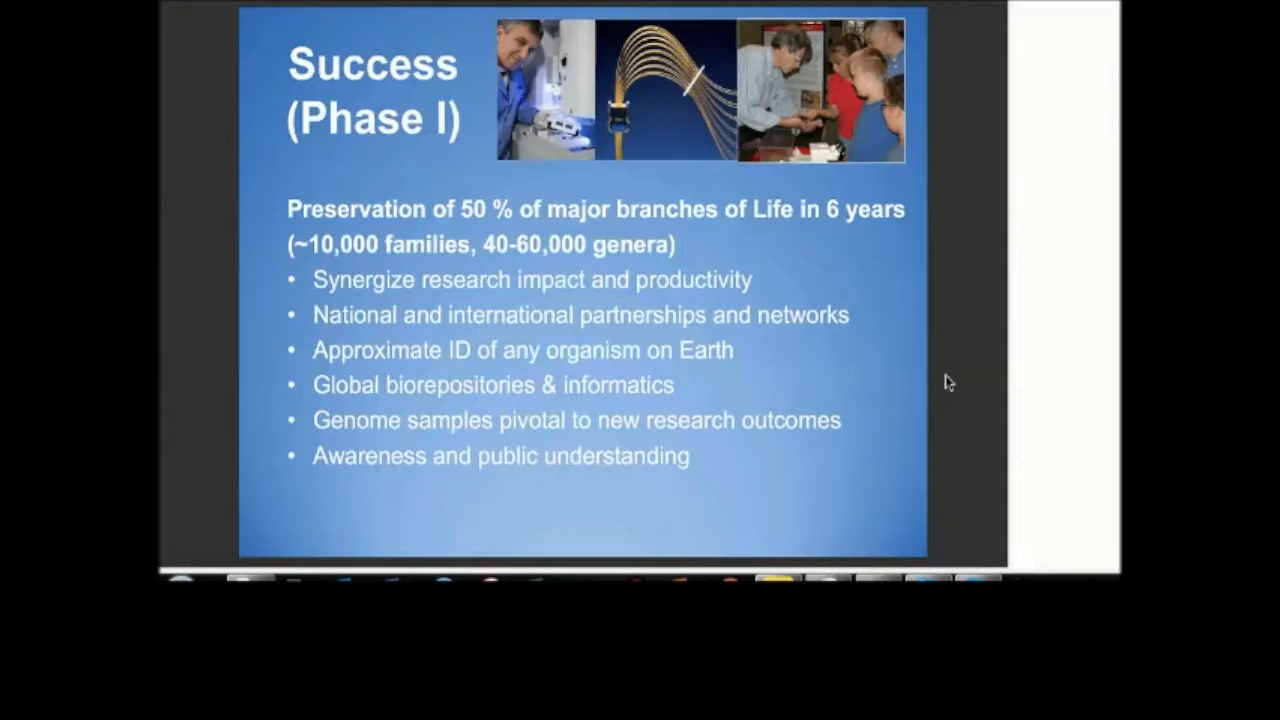 Success
(Phase I)
Preservation of 50 % of major branches of Life in 6 years
(~10,000 families, 40-60,000 genera)
• Synergize research impact and productivity
• National and international partnerships and networks
• Approximate ID of any organism on Earth
• Global biorepositories & informatics
• Genome samples pivotal to new research outcomes
• Awareness and public understanding